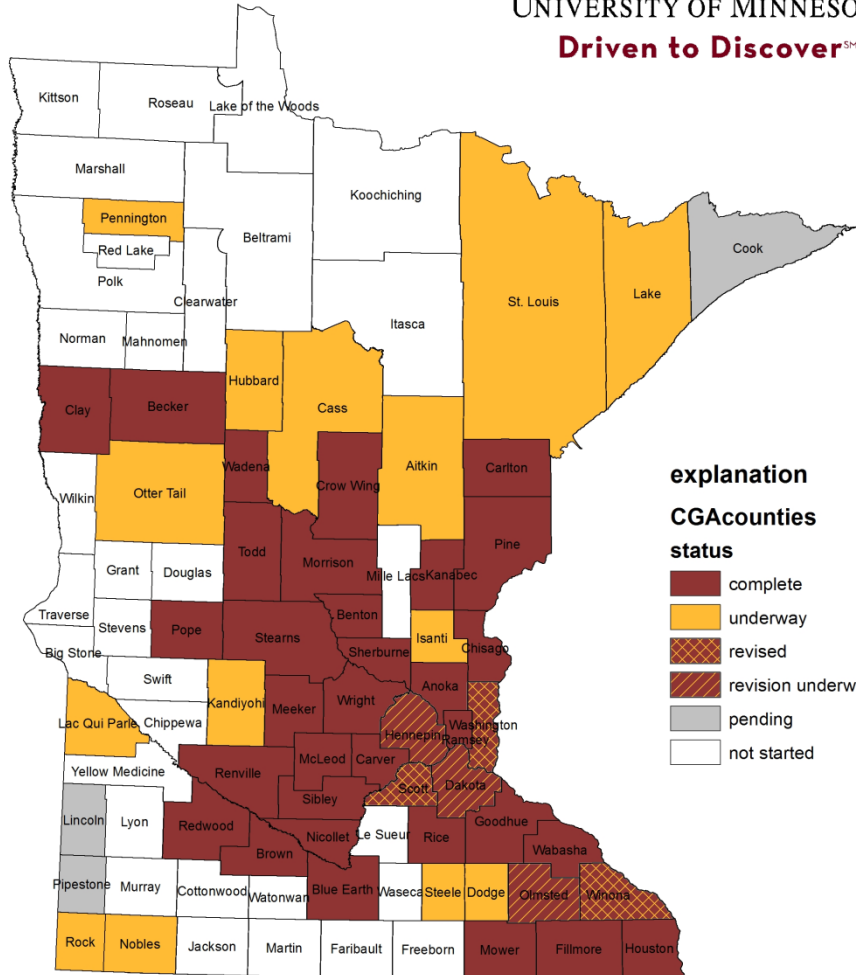 UNIVERSITY OF MINNESO
Driven to Discover℠
Kittson
Roseau
Lake of the Woods
Marshall
Koochiching
Pennington
Beltrami
Red Lake
Cook
Polk
Clearwater
St. Louis
Lake
Itasca
Norman
Mahnomen
Hubbard
Clay
Becker
Cass
Wadena
Aitkin
Carlton
Crow Wing
Otter Tail
Wilkin
explanation
CGAcounties
status
complete
underway
revised
revision underw
pending
not started
Pine
Todd
Morrison
Grant
Douglas
Mille Lacs
Kanabec
Traverse
Benton
Pope
Stevens
Stearns
Isanti
Sherburne
Chisago
Big Stone
Swift
Anoka
Kandiyohi
Meeker
Wright
Lac Qui Parle
Chippewa
Washington
Hennepin
Ramsey
McLeod
Carver
Yellow Medicine
Renville
Scott
Dakota
Sibley
Lincoln
Lyon
Redwood
Nicollet
Le Sueur
Rice
Goodhue
Brown
Wabasha
Pipestone
Murray
Cottonwood
Watonwan
Blue Earth
Waseca
Steele
Dodge
Olmsted
Winona
Rock
Nobles
Jackson
Martin
Faribault
Freeborn
Mower
Fillmore
Houston